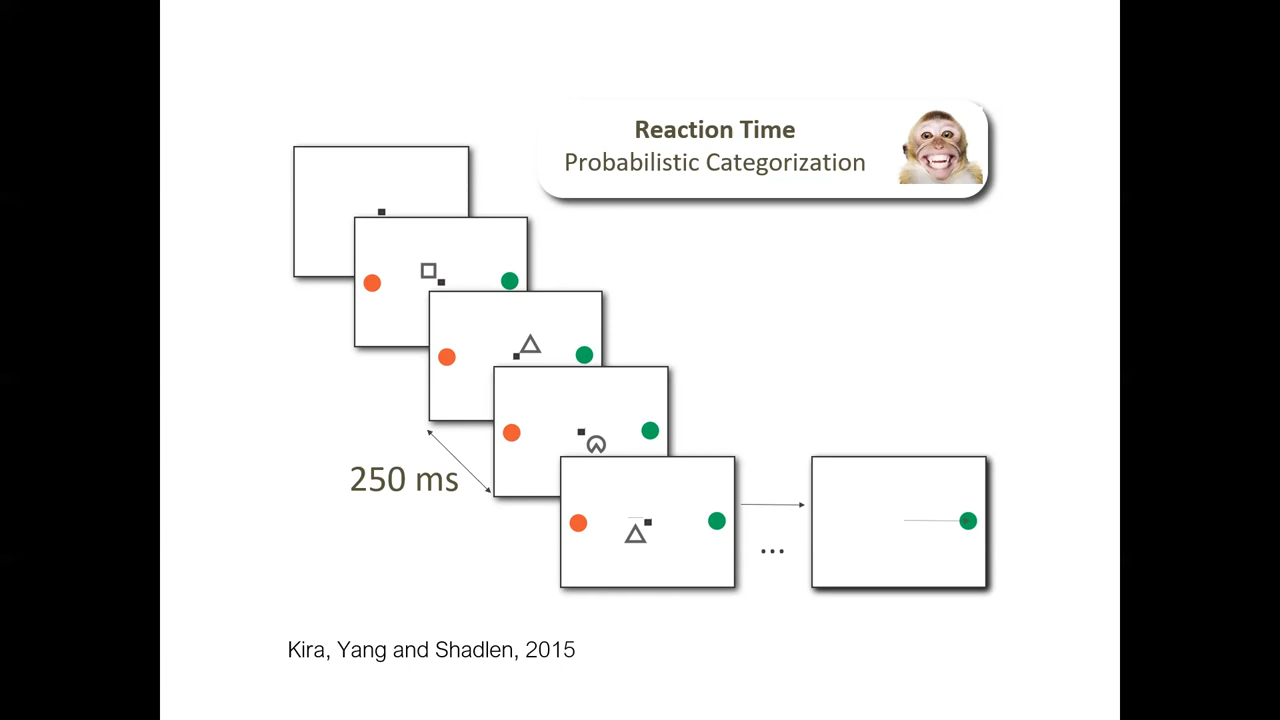 Reaction Time
Probabilistic Categorization
250 ms
...
Kira, Yang and Shadlen, 2015